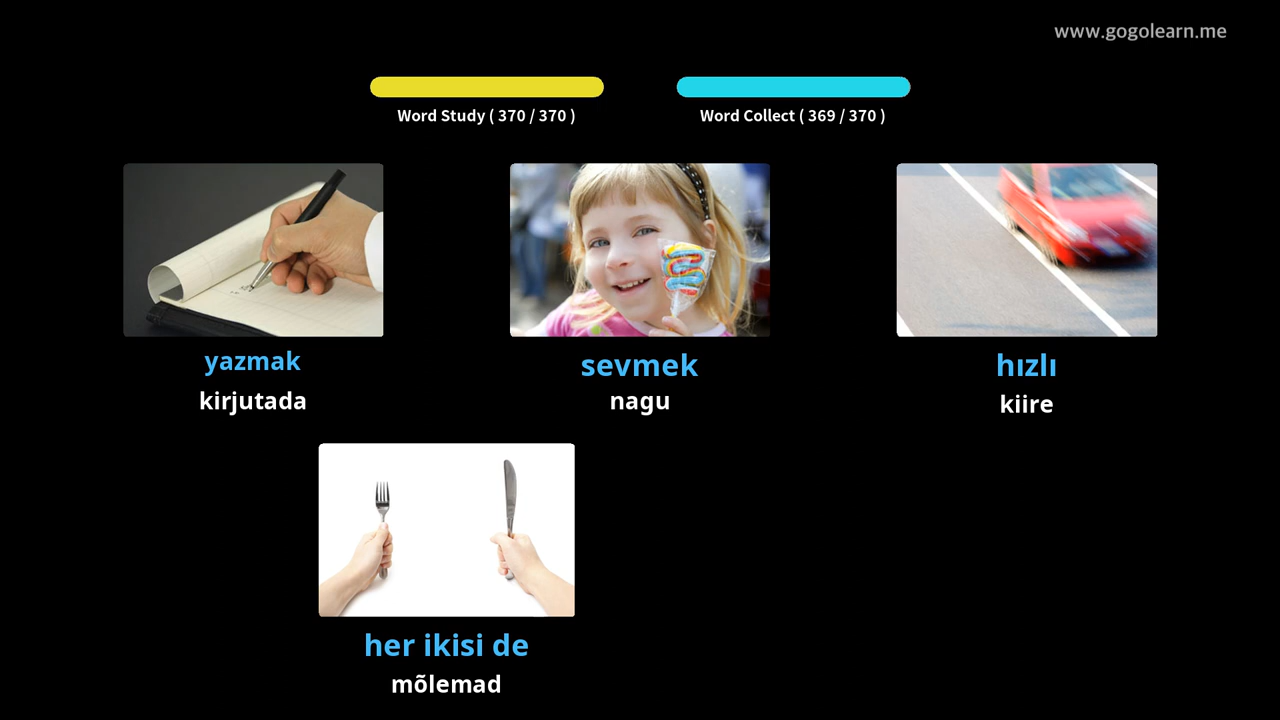 www.gogolearn.me
Word Study ( 370 / 370 )
Word Collect ( 369 / 370 )
yazmak
kirjutada
sevmek
nagu
hızlı
kiire
her ikisi de
mõlemad